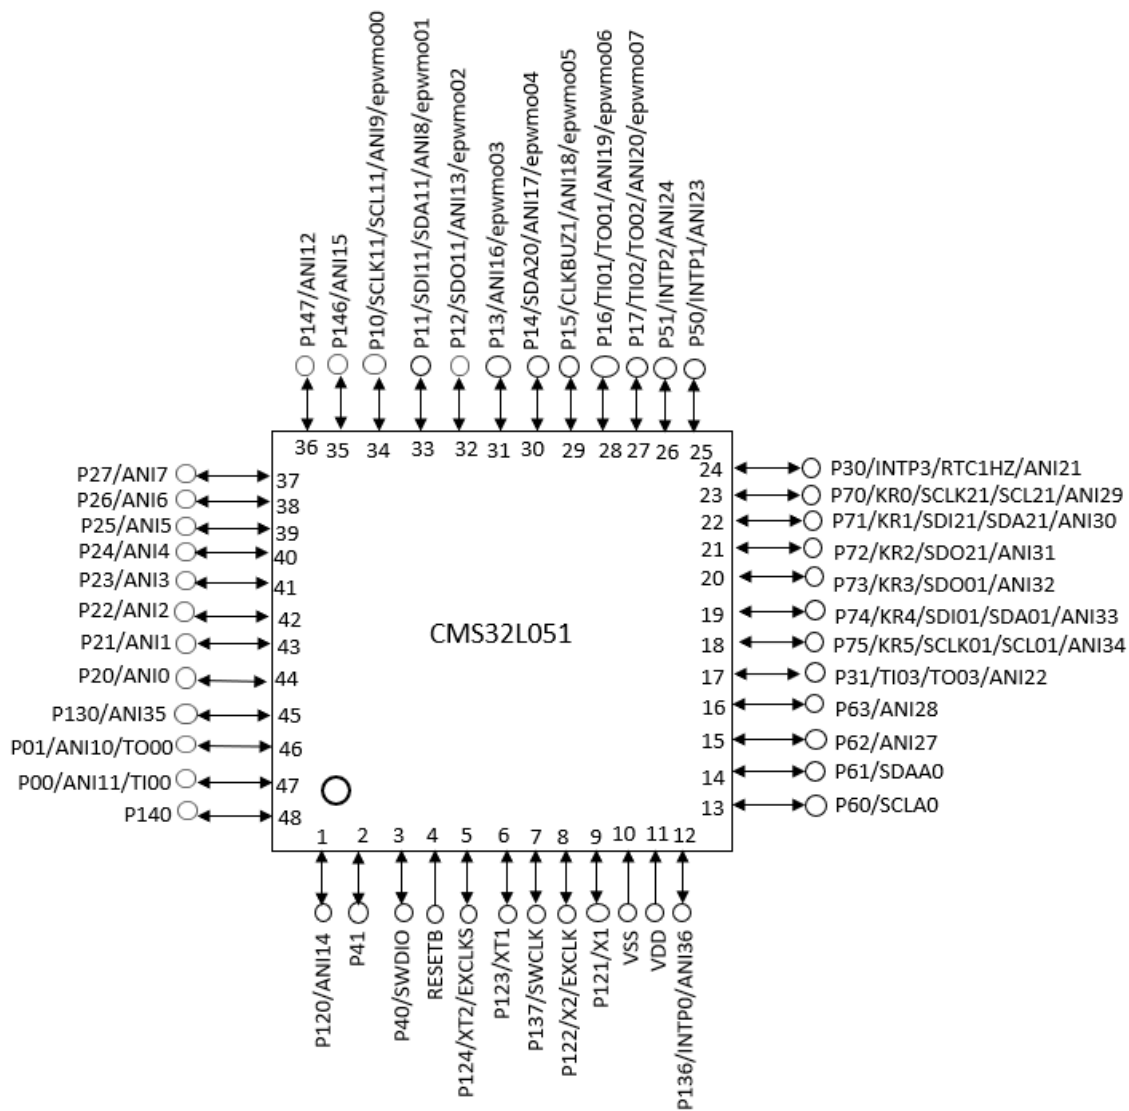 P147/ANI12
P146/ANI15
P10/SCLK11/SCL11/ANI9/epwmo00
P11/SDI11/SDA11/ANI8/epwmo01
P12/SDO11/ANI13/epwmo02
P13/ANI16/epwmo03
P14/SDA20/ANI17/epwmo04
P15/CLKBUZ1/ANI18/epwmo05
P16/TI01/TO01/ANI19/epwmo06
P17/TI02/TO02/ANI20/epwmo07
P51/INTP2/ANI24
P50/INTP1/ANI23
36 35 34 33 32 31 30 29 28 27 26 25
P27/ANI7 37
P26/ANI6 38
P25/ANI5 39
P24/ANI4 40
P23/ANI3 41
P22/ANI2 42
P21/ANI1 43
P20/ANI0 44
P130/ANI35 45
P01/ANI10/TO00 46
P00/ANI11/TI00 47
P140 48
CMS32L051
24 P30/INTP3/RTC1HZ/ANI21
23 P70/KR0/SCLK21/SCL21/ANI29
22 P71/KR1/SDI21/SDA21/ANI30
21 P72/KR2/SDO21/ANI31
20 P73/KR3/SDO01/ANI32
19 P74/KR4/SDI01/SDA01/ANI33
18 P75/KR5/SCLK01/SCL01/ANI34
17 P31/TI03/TO03/ANI22
16 P63/ANI28
15 P62/ANI27
14 P61/SDAA0
13 P60/SCLA0
1 2 3 4 5 6 7 8 9 10 11 12
P120/ANI14
P41
P40/SWDIO
RESETB
P124/XT2/EXCLKS
P123/XT1
P137/SWCLK
P122/X2/EXCLK
P121/X1
VSS
VDD
P136/INTP0/ANI36